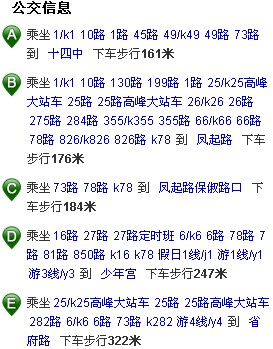 公交信息
A 乘坐 1/k1 10路 1路 45路 49/k49 49路 73路
到 十四中 下车步行161米
B 乘坐 1/k1 10路 130路 199路 1路 25/k25高峰
大站车 25路 25路高峰大站车 26/k26 26路
275路 284路 355/k355 355路 66/k66 66路
78路 826/k826 826路 k78 到 凤起路 下车
步行176米
C 乘坐 73路 78路 k78 到 凤起路保俶路口 下
车步行184米
D 乘坐 16路 27路 27路定时班 6/k6 6路 78路 7
路 81路 850路 k16 k78 假日1线/j1 游1线/y1
游3线/y3 到 少年宫 下车步行247米
E 乘坐 25/k25高峰大站车 25路 25路高峰大站车
282路 6/k6 6路 73路 k282 游4线/y4 到 省
府路 下车步行322米